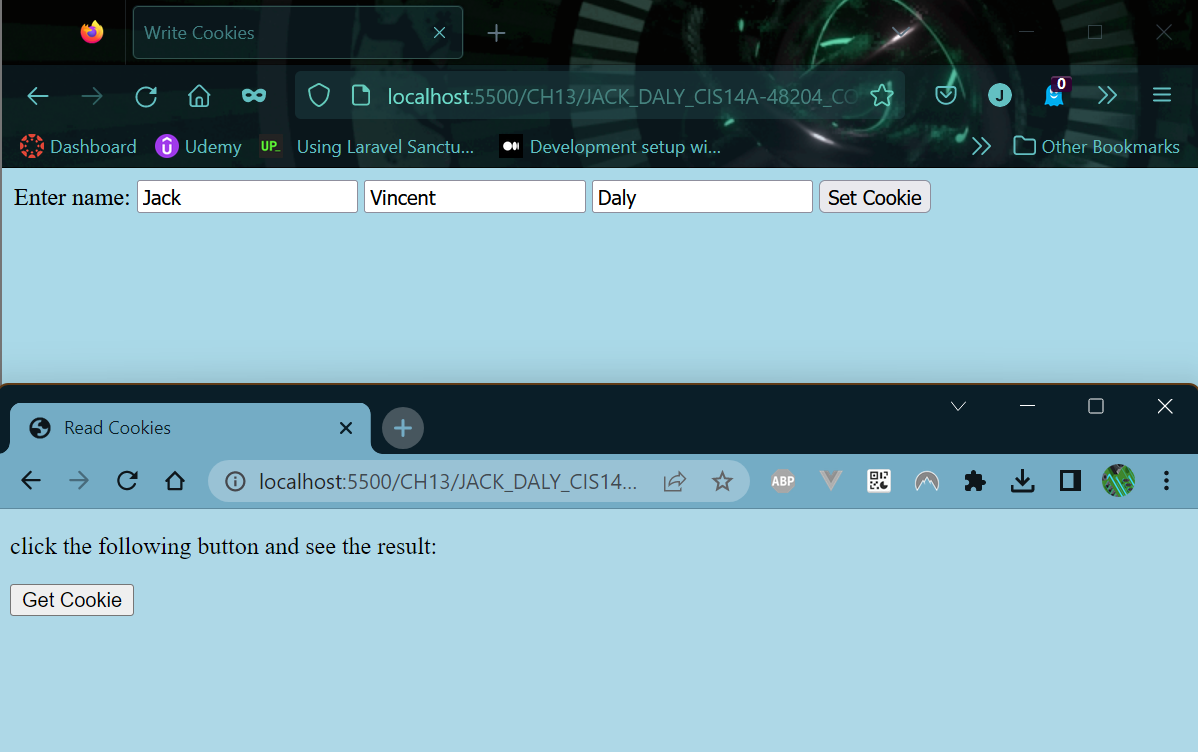 Write Cookies
localhost:5500/CH13/JACK_DALY_CIS14A-48204_CO
J
0
Dashboard Udemy UP_ Using Laravel Sanctu... Development setup wi... Other Bookmarks
Enter name: Jack Vincent Daly Set Cookie
Read Cookies
localhost:5500/CH13/JACK_DALY_CIS14... ABP
click the following button and see the result:
Get Cookie